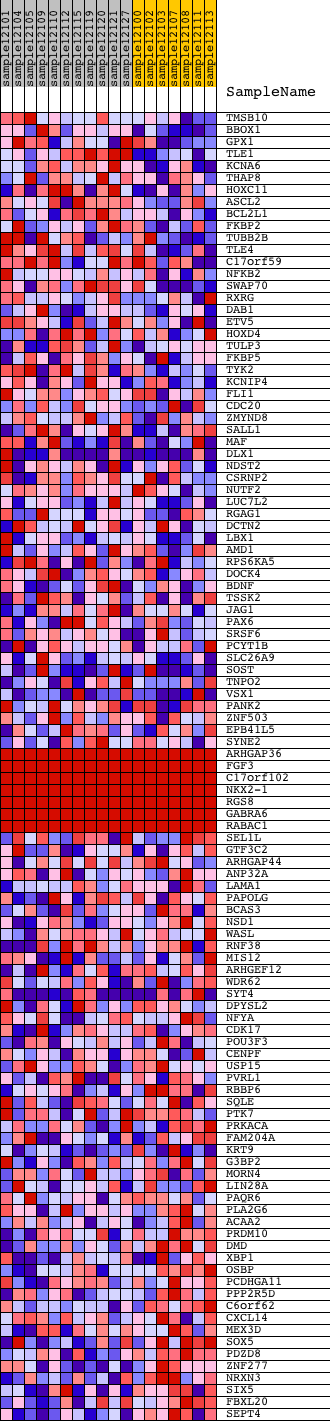 sample12101
sample12104
sample12105
sample12109
sample12110
sample12112
sample12115
sample12119
sample12120
sample12124
sample12127
sample12100
sample12102
sample12103
sample12107
sample12108
sample12111
sample12113
SampleName
TMSB10
BBOX1
GPX1
TLE1
KCNA6
THAP8
HOXC11
ASCL2
BCL2L1
FKBP2
TUBB2B
TLE4
C17orf59
NFKB2
SWAP70
RXRG
DAB1
ETV5
HOXD4
TULP3
FKBP5
TYK2
KCNIP4
FLI1
CDC20
ZMYND8
SALL1
MAF
DLX1
NDST2
CSRNP2
NUTF2
LUC7L2
RGAG1
DCTN2
LBX1
AMD1
RPS6KA5
DOCK4
BDNF
TSSK2
JAG1
PAX6
SRSF6
PCYT1B
SLC26A9
SOST
TNPO2
VSX1
PANK2
ZNF503
EPB41L5
SYNE2
ARHGAP36
FGF3
C17orf102
NKX2-1
RGS8
GABRA6
RABAC1
SEL1L
GTF3C2
ARHGAP44
ANP32A
LAMA1
PAPOLG
BCAS3
NSD1
WASL
RNF38
MIS12
ARHGEF12
WDR62
SYT4
DPYSL2
NFYA
CDK17
POU3F3
CENPF
USP15
PVRL1
RBBP6
SQLE
PTK7
PRKACA
FAM204A
KRT9
G3BP2
MORN4
LIN28A
PAQR6
PLA2G6
ACAA2
PRDM10
DMD
XBP1
OSBP
PCDHGA11
PPP2R5D
C6orf62
CXCL14
MEX3D
SOX5
PDZD8
ZNF277
NRXN3
SIX5
FBXL20
SEPT4